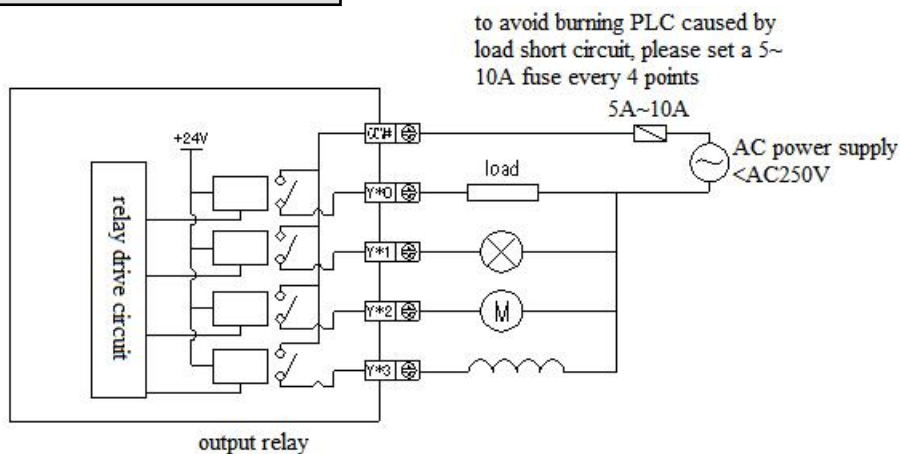 to avoid burning PLC caused by
load short circuit, please set a 5~
10A fuse every 4 points
5A~10A
AC power supply
<AC250V
+24V
load
Y*0
Y*1
Y*2
M
Y*3
relay drive circuit
output relay